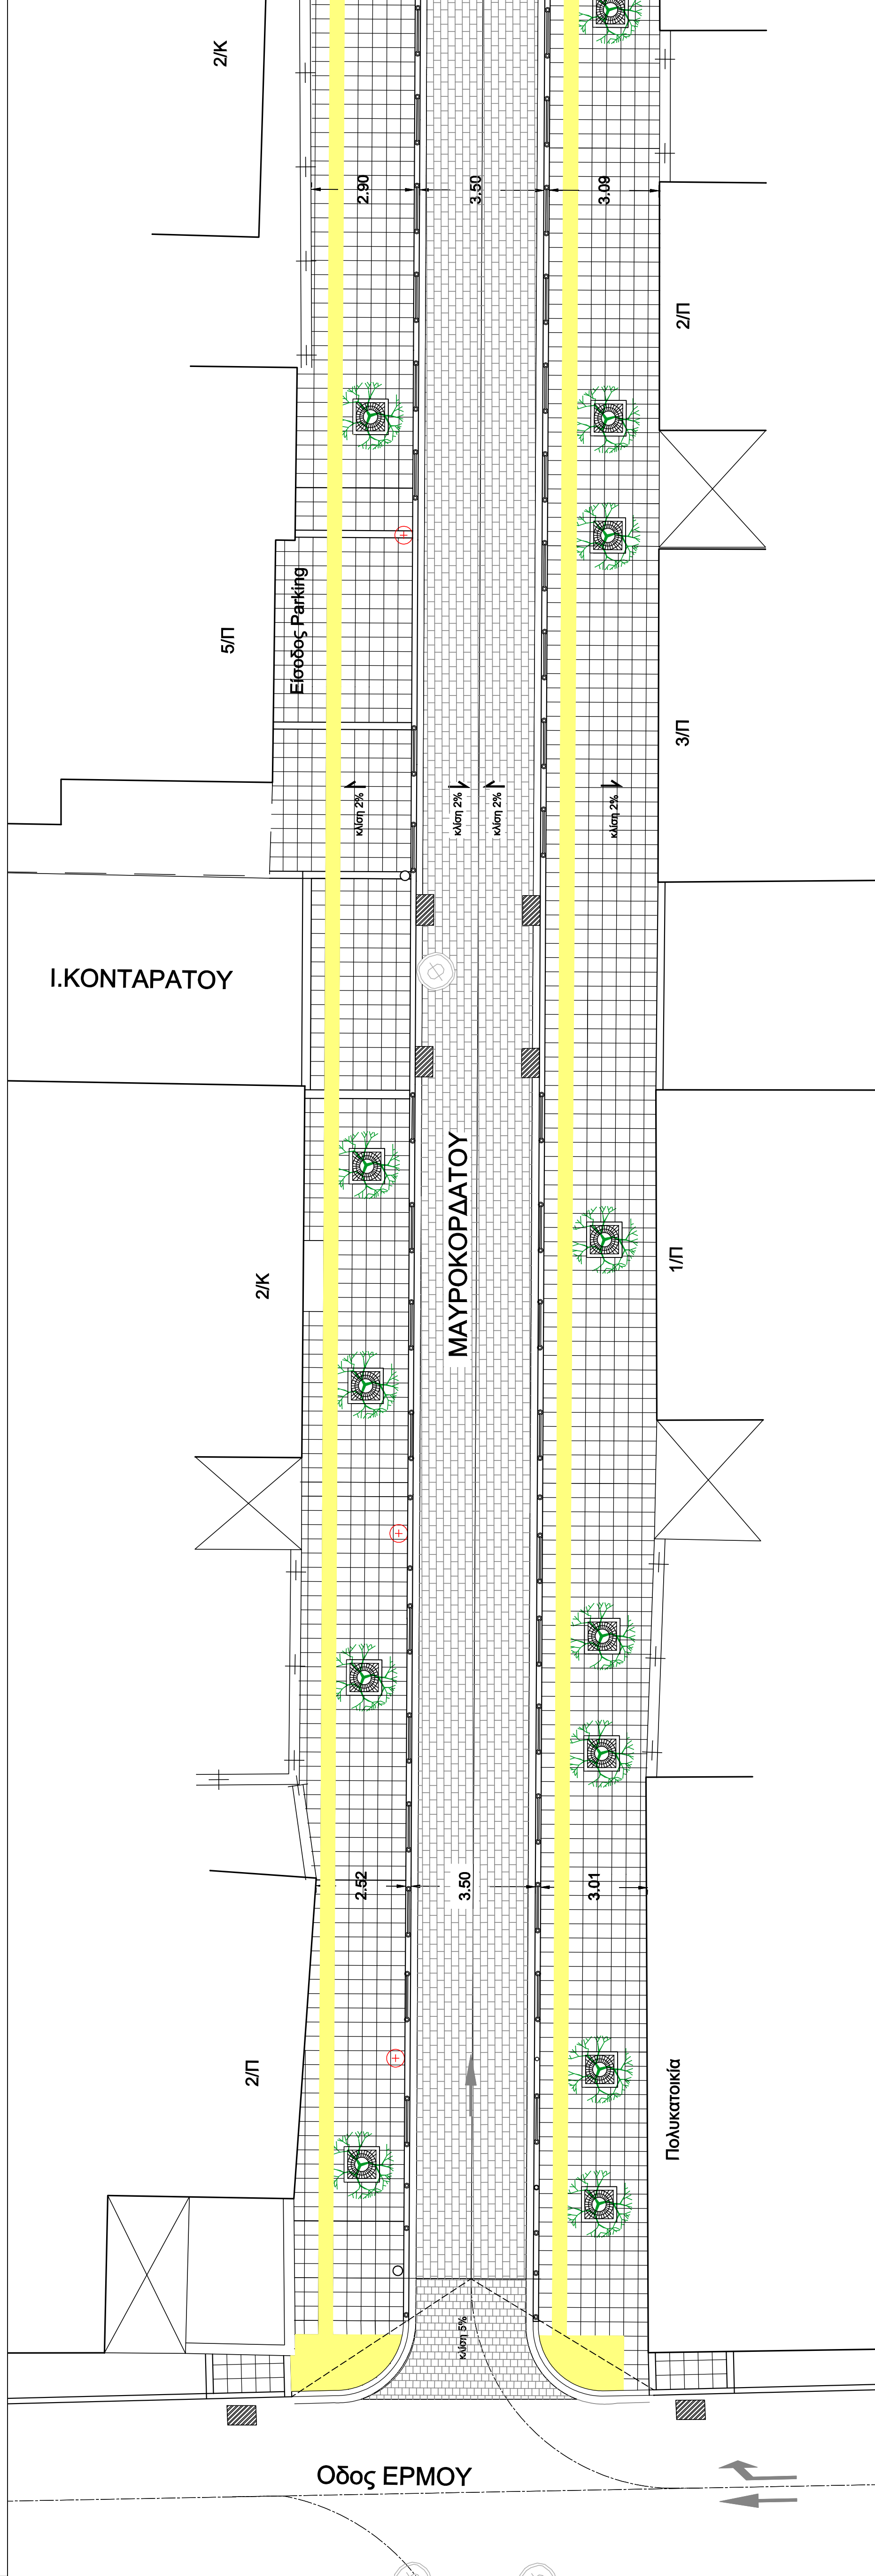 2/Κ
2.90
3.50
3.09
2/Π
5/Π
Είσοδος Parking
3/Π
κλίση 2%
κλίση 2%
κλίση 2%
κλίση 2%
Ι.ΚΟΝΤΑΡΑΤΟΥ
ΜΑΥΡΟΚΟΡΔΑΤΟΥ
2/Κ
1/Π
2.52
3.50
3.01
2/Π
Πολυκατοικία
κλίση 5%
Οδος ΕΡΜΟΥ